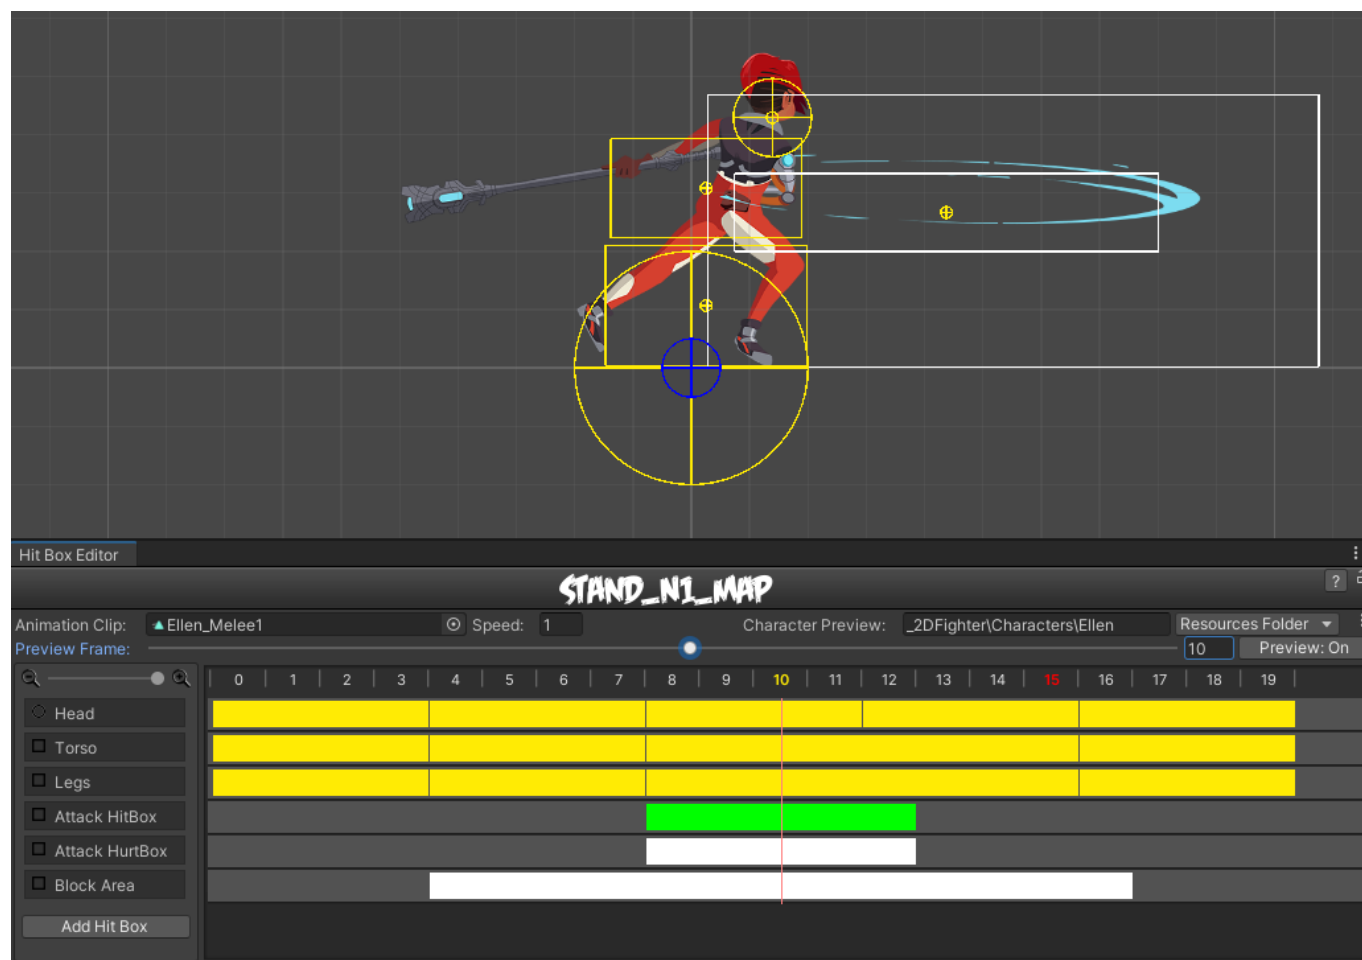 Hit Box Editor
STAND_N1_MAP
?
Animation Clip: Ellen_Melee1 Speed: 1 Character Preview: _2DFighter\Characters\Ellen Resources Folder
Preview Frame: 10 Preview: On
0 1 2 3 4 5 6 7 8 9 10 11 12 13 14 15 16 17 18 19
Head
Torso
Legs
Attack HitBox
Attack HurtBox
Block Area
Add Hit Box